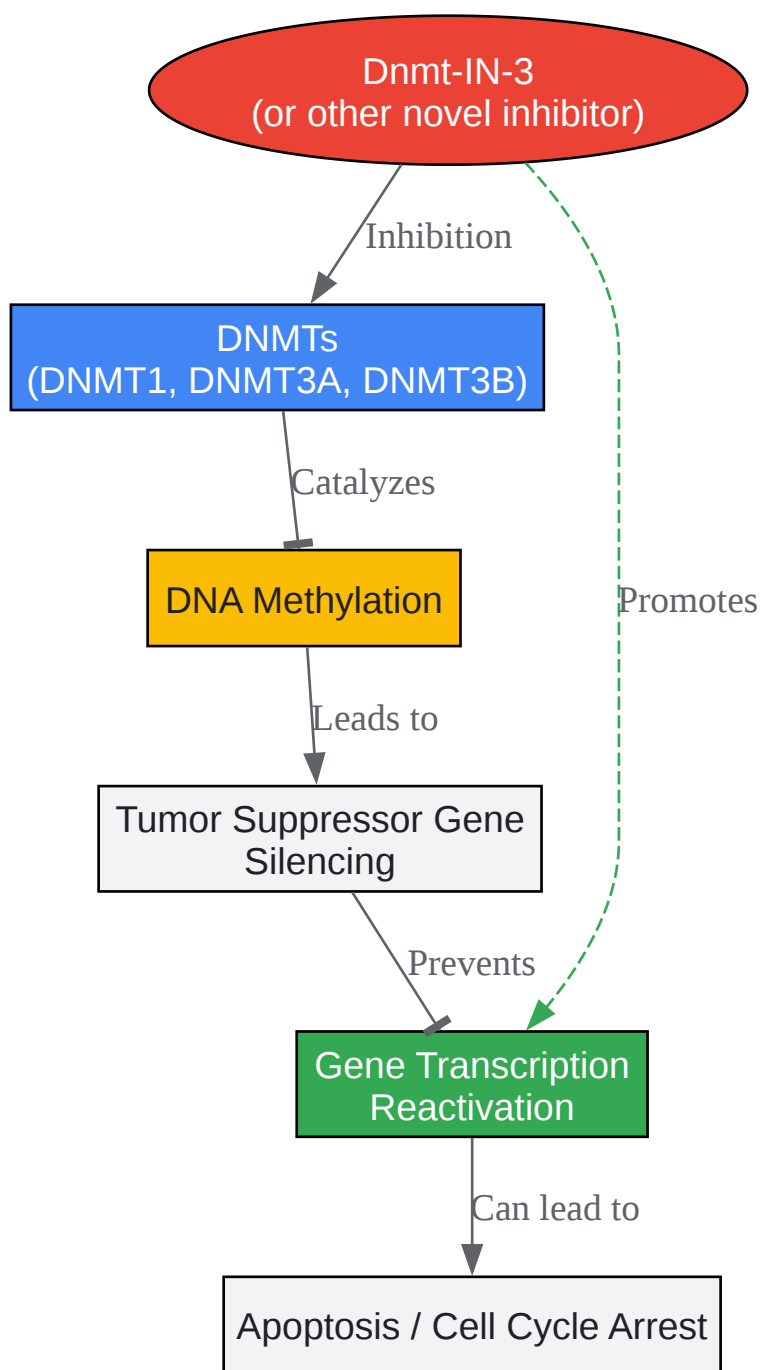 Dnmt-IN-3
(or other novel inhibitor)
Inhibition
DNMTs
(DNMT1, DNMT3A, DNMT3B)
Catalyzes
DNA Methylation
Promotes
Leads to
Tumor Suppressor Gene
Silencing
Prevents
Gene Transcription
Reactivation
Can lead to
Apoptosis / Cell Cycle Arrest